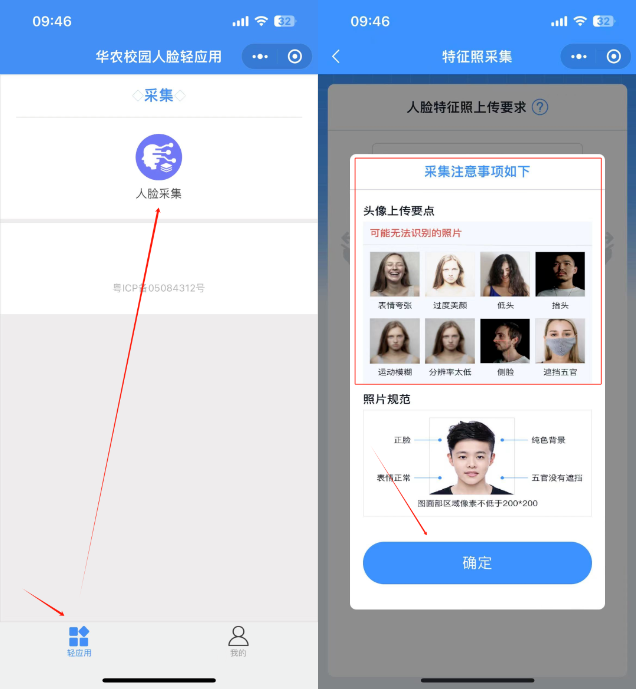 09:46
32
华农校园人脸轻应用
采集
人脸采集
粤ICP备05084312号
轻应用
我的
09:46
32
特征照采集
人脸特征照上传要求
?
采集注意事项如下
头像上传要点
可能无法识别的照片
表情夸张 过度美颜 低头 抬头
运动模糊 分辨率太低 侧脸 遮挡五官
照片规范
正脸 纯色背景
表情正常 五官没有遮挡
图面部区域像素不低于200*200
确定